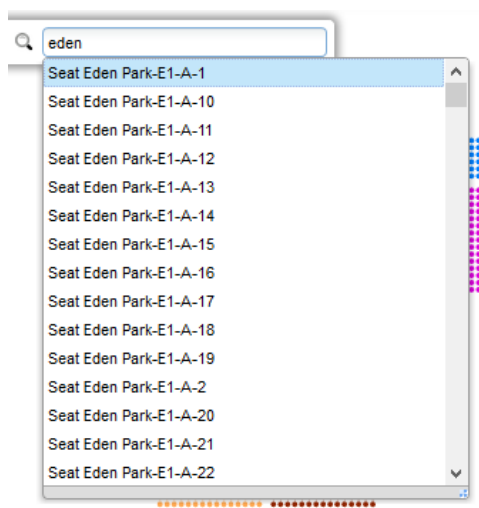 eden
Seat Eden Park-E1-A-1
Seat Eden Park-E1-A-10
Seat Eden Park-E1-A-11
Seat Eden Park-E1-A-12
Seat Eden Park-E1-A-13
Seat Eden Park-E1-A-14
Seat Eden Park-E1-A-15
Seat Eden Park-E1-A-16
Seat Eden Park-E1-A-17
Seat Eden Park-E1-A-18
Seat Eden Park-E1-A-19
Seat Eden Park-E1-A-2
Seat Eden Park-E1-A-20
Seat Eden Park-E1-A-21
Seat Eden Park-E1-A-22